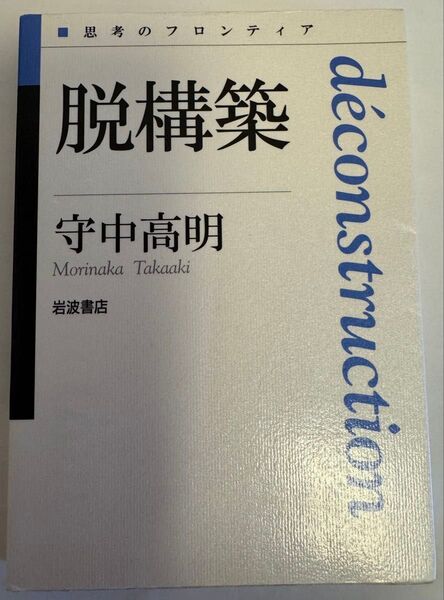 ■ 思考のフロンティア
脱構築
守中高明
Morinaka Takaaki
岩波書店
déconstruction